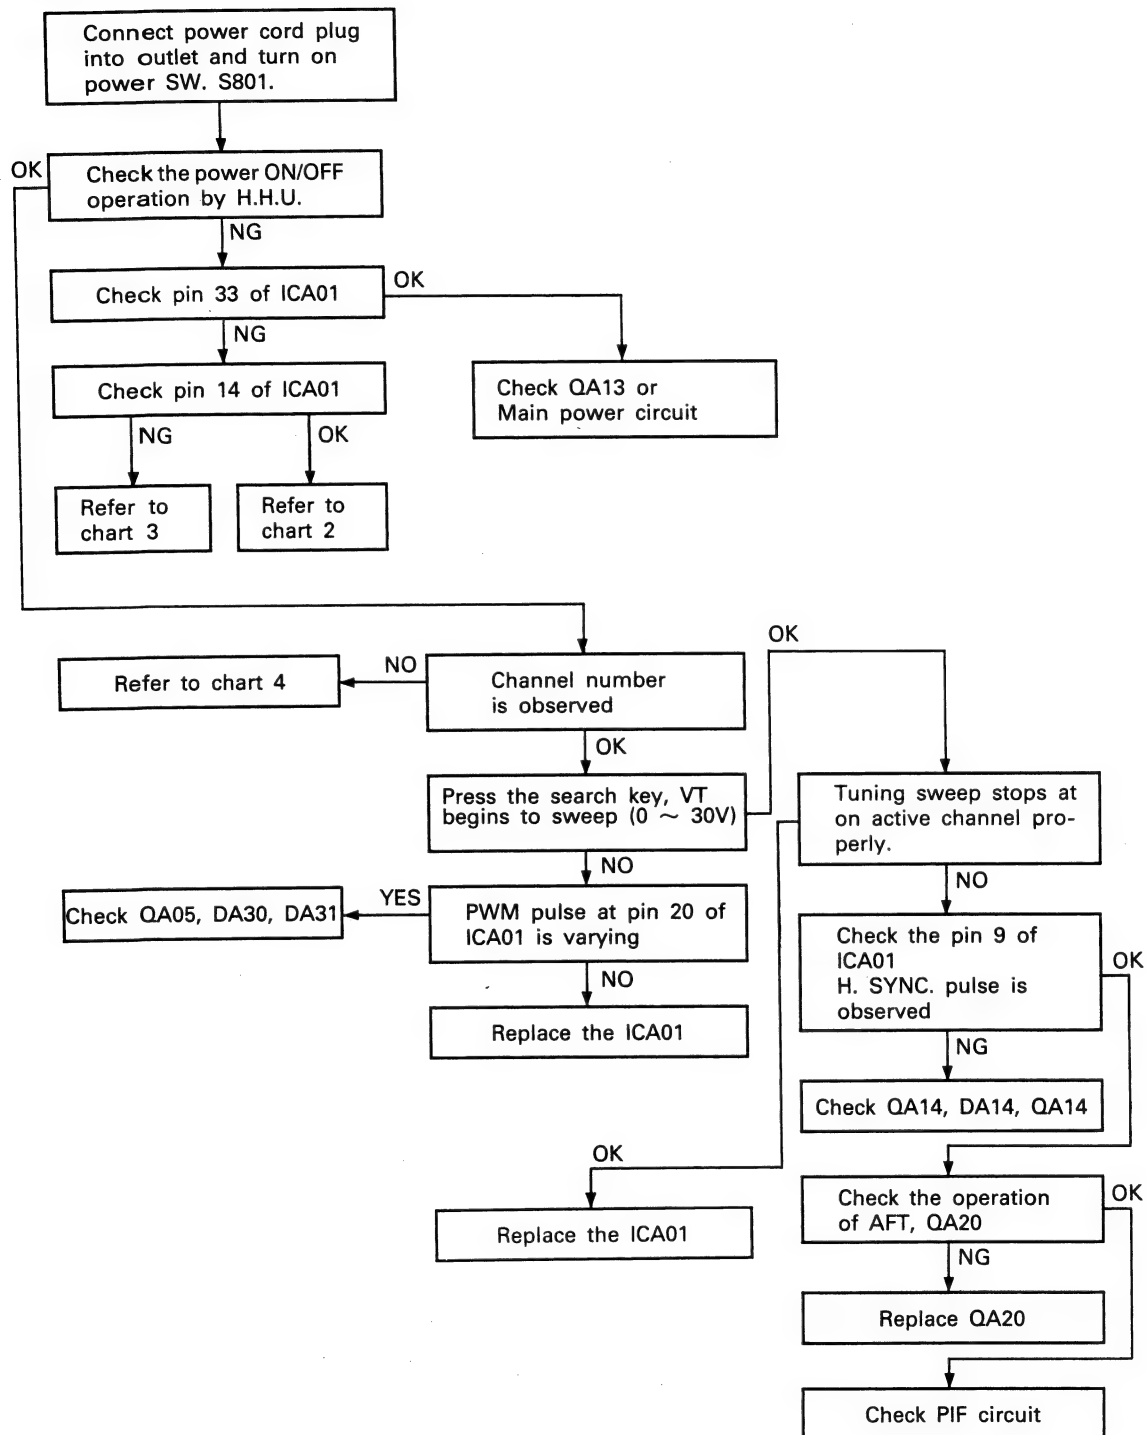 Connect power cord plug
into outlet and turn on
power SW. S801.
OK
Check the power ON/OFF
operation by H.H.U.
NG
Check pin 33 of ICA01
OK
NG
Check pin 14 of ICA01
Check QA13 or
Main power circuit
NG
OK
Refer to
chart 3
Refer to
chart 2
OK
Refer to chart 4
NO
Channel number
is observed
OK
Press the search key, VT
begins to sweep (0 ∼ 30V)
Tuning sweep stops at
on active channel pro-
perly.
NO
NO
Check QA05, DA30, DA31
YES
PWM pulse at pin 20 of
ICA01 is varying
Check the pin 9 of
ICA01
H. SYNC. pulse is
observed
OK
NO
Replace the ICA01
NG
Check QA14, DA14, QA14
OK
Replace the ICA01
Check the operation
of AFT, QA20
OK
NG
Replace QA20
Check PIF circuit